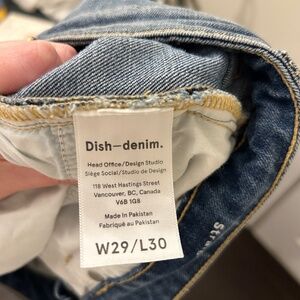 Dish—denim.
Head Office/Design Studio
Siège Social/Studio de Design
118 West Hastings Street
Vancouver, BC, Canada
V6B 1G8
Made In Pakistan
Fabriqué au Pakistan
W29/L30